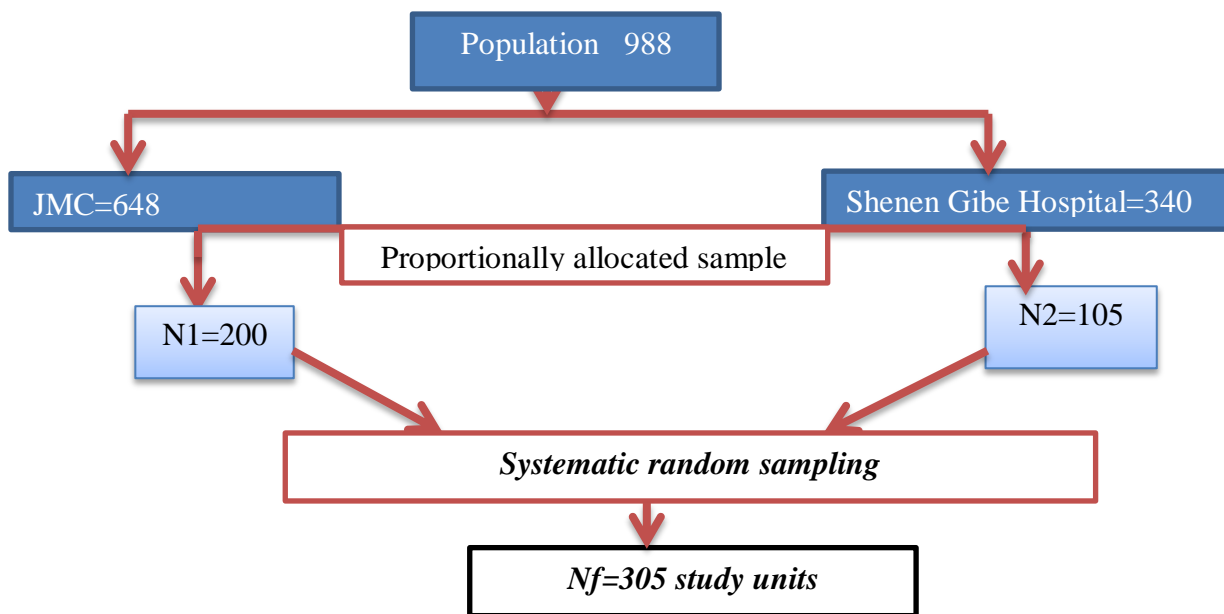 Population 988
JMC=648
Shenen Gibe Hospital=340
Proportionally allocated sample
N1=200
N2=105
Systematic random sampling
Nf=305 study units